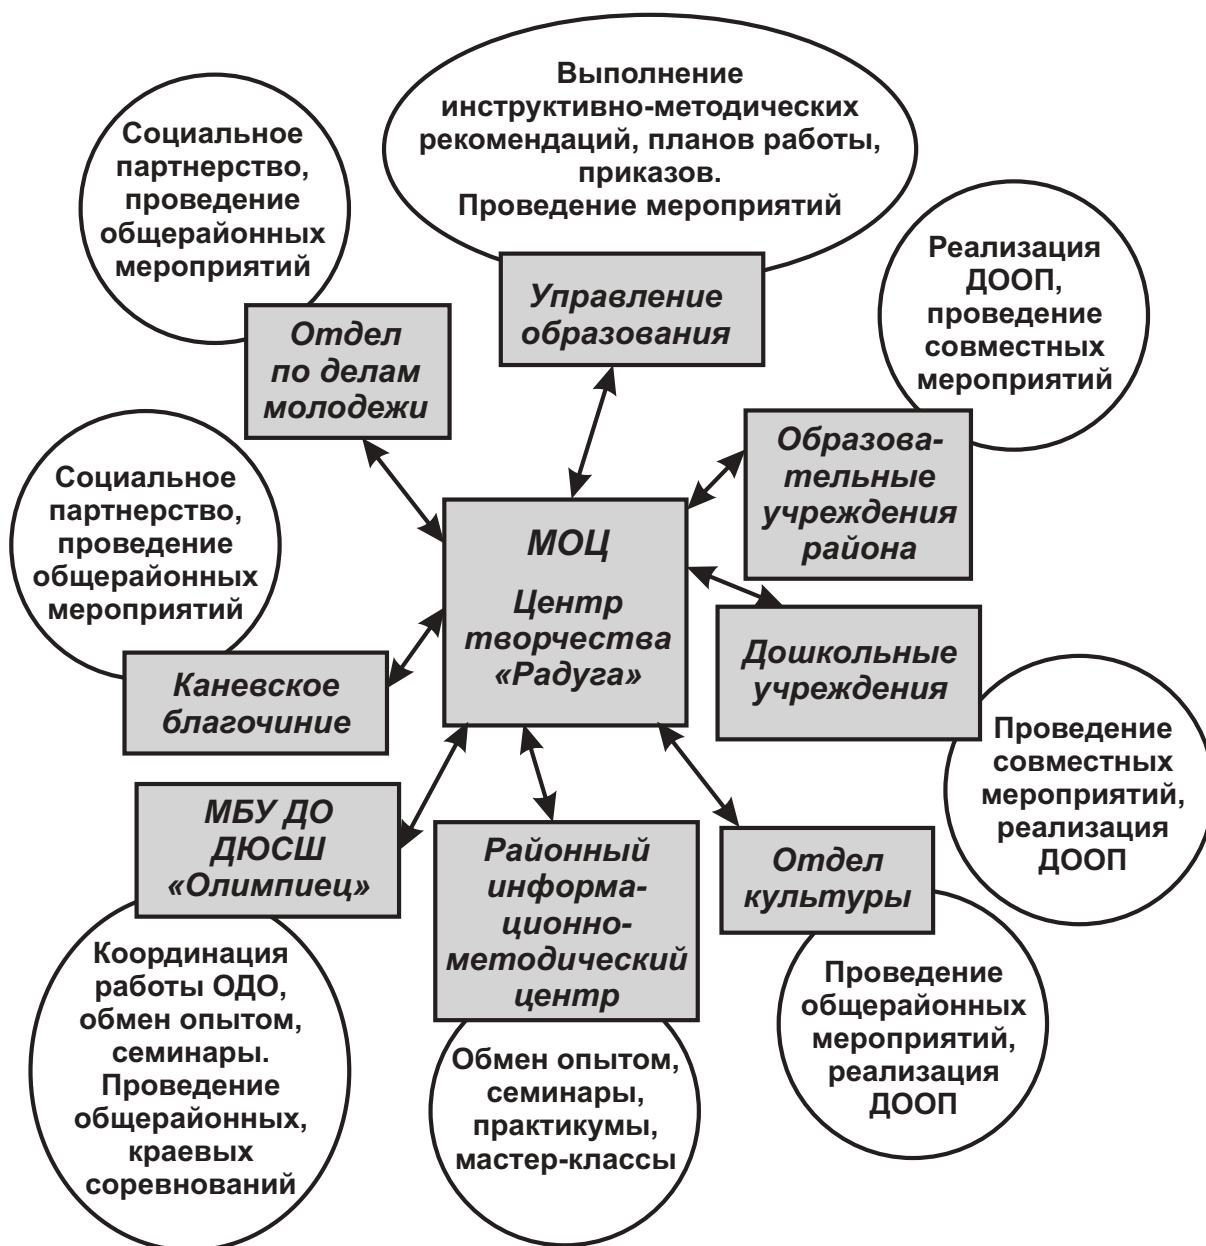 Выполнение
инструктивно-методических
рекомендаций, планов работы,
приказов.
Проведение мероприятий
Управление
образования
Социальное
партнерство,
проведение
общерайонных
мероприятий
Отдел
по делам
молодежи
Реализация
ДООП,
проведение
совместных
мероприятий
Образова-
тельные
учреждения
района
Социальное
партнерство,
проведение
общерайонных
мероприятий
Каневское
благочиние
МОЦ
Центр
творчества
«Радуга»
Дошкольные
учреждения
Проведение
совместных
мероприятий,
реализация
ДООП
МБУ ДО
ДЮСШ
«Олимпиец»
Координация
работы ОДО,
обмен опытом,
семинары.
Проведение
общерайонных,
краевых
соревнований
Районный
информа-
ционно-
методический
центр
Обмен опытом,
семинары,
практикумы,
мастер-классы
Отдел
культуры
Проведение
общерайонных
мероприятий,
реализация
ДООП